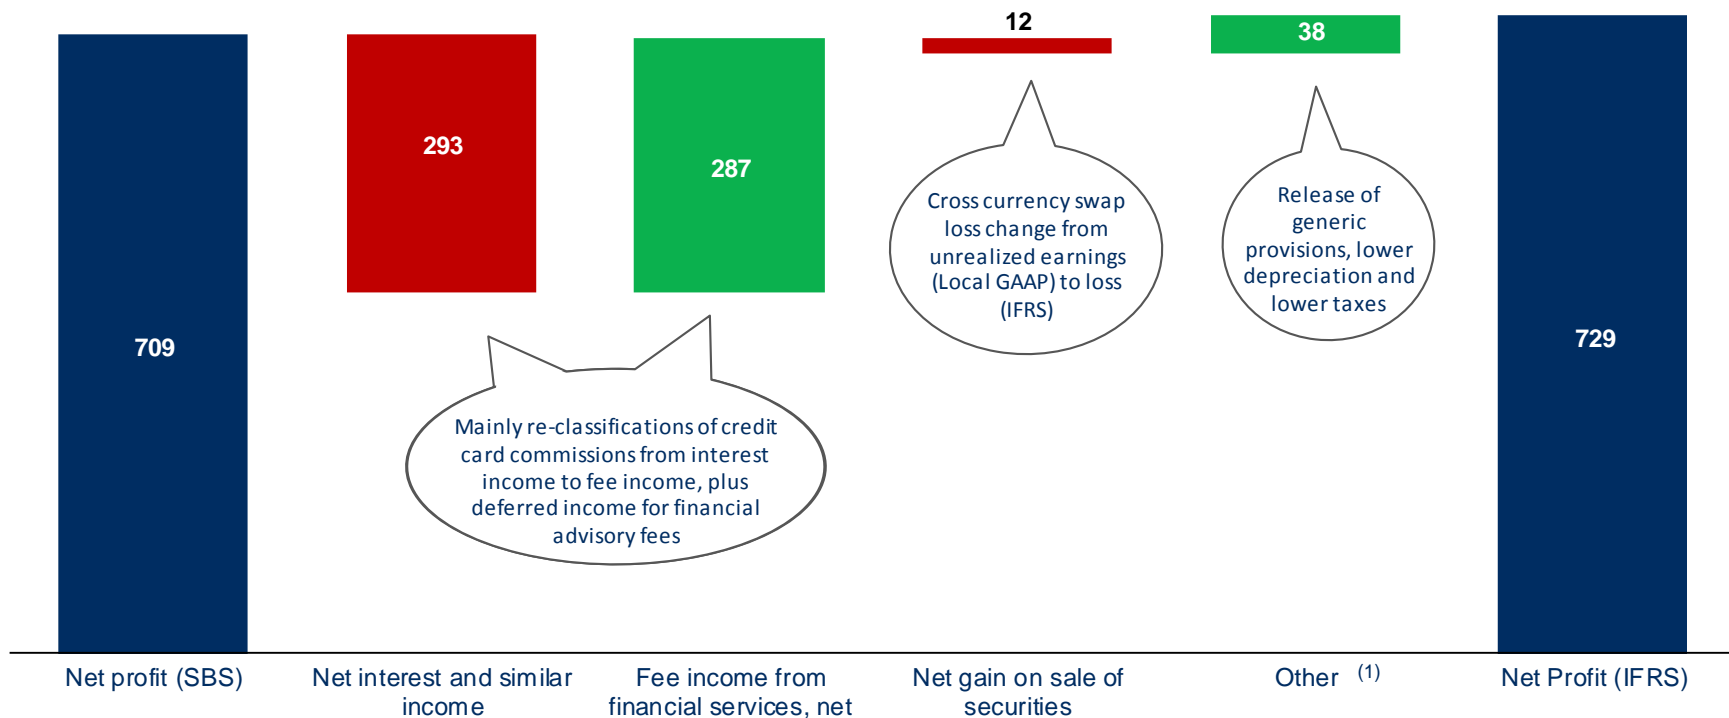 12
38
293
287
709
729
Cross currency swap
loss change from
unrealized earnings
(Local GAAP) to loss
(IFRS)
Release of
generic
provisions, lower
depreciation and
lower taxes
Mainly re-classifications of credit
card commissions from interest
income to fee income, plus
deferred income for financial
advisory fees
Net profit (SBS)
Net interest and similar
income
Fee income from
financial services, net
Net gain on sale of
securities
Other (1)
Net Profit (IFRS)